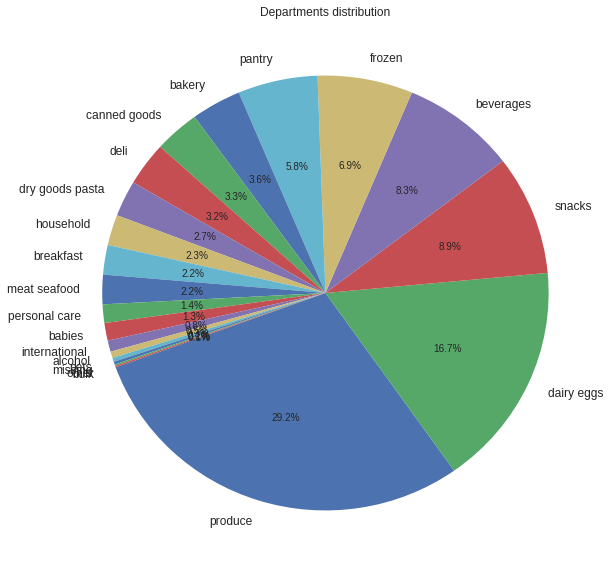 Departments distribution
frozen
6.9%
pantry
5.8%
beverages
8.3%
bakery
3.6%
canned goods
3.3%
snacks
8.9%
deli
3.2%
dry goods pasta
2.7%
household
2.3%
breakfast
2.2%
meat seafood
2.2%
personal care
1.4%
babies
1.3%
international
0.8%
alcohol
dairy eggs
16.7%
produce
29.2%